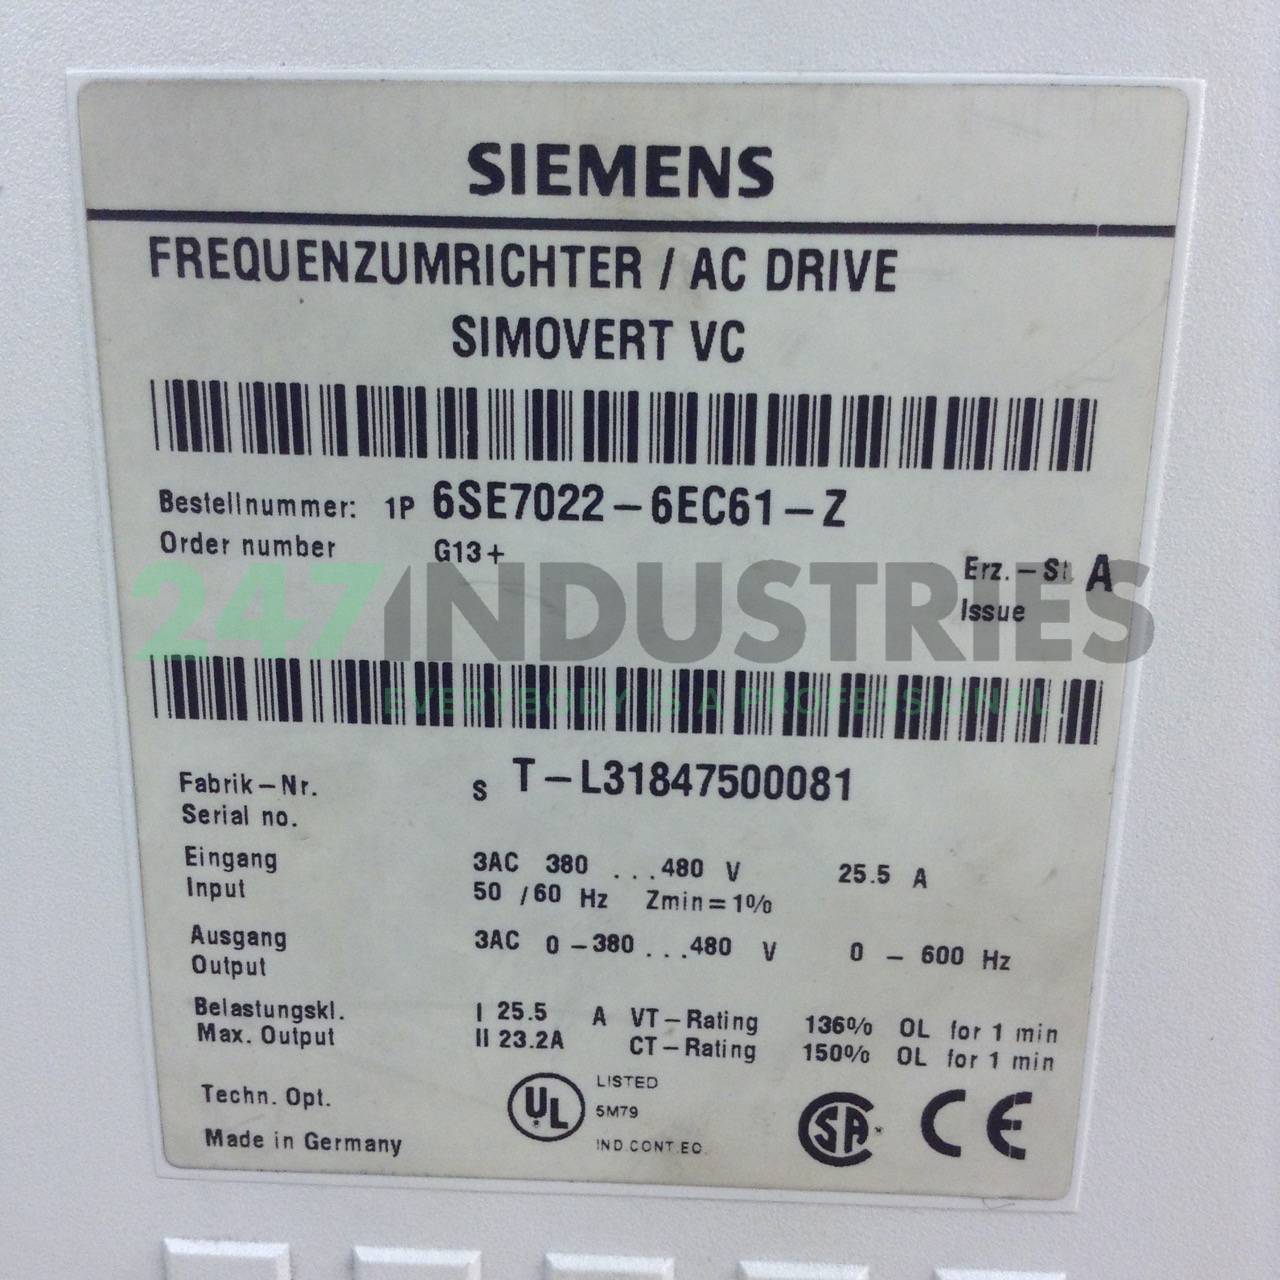 SIEMENS
FREQUENZUMRICHTER / AC DRIVE
SIMOVERT VC
Bestellnummer: 1P 6SE7022-6EC61-Z
Order number G13+
Erz.-St A
Issue
247INDUSTRIES
EVERYBODY IS A PROFESSIONAL
Fabrik-Nr. S T-L31847500081
Serial no.
Eingang 3AC 380 ...480 V 25.5 A
Input 50 /60 Hz Zmin=1%
Ausgang 3AC 0-380 ...480 V 0 - 600 Hz
Output
Belastungskl. I 25.5 A VT-Rating 136% OL for 1 min
Max. Output II 23.2A CT-Rating 150% OL for 1 min
Techn. Opt.
UL LISTED
5M79
IND.CONT.EQ.
SA CE
Made in Germany